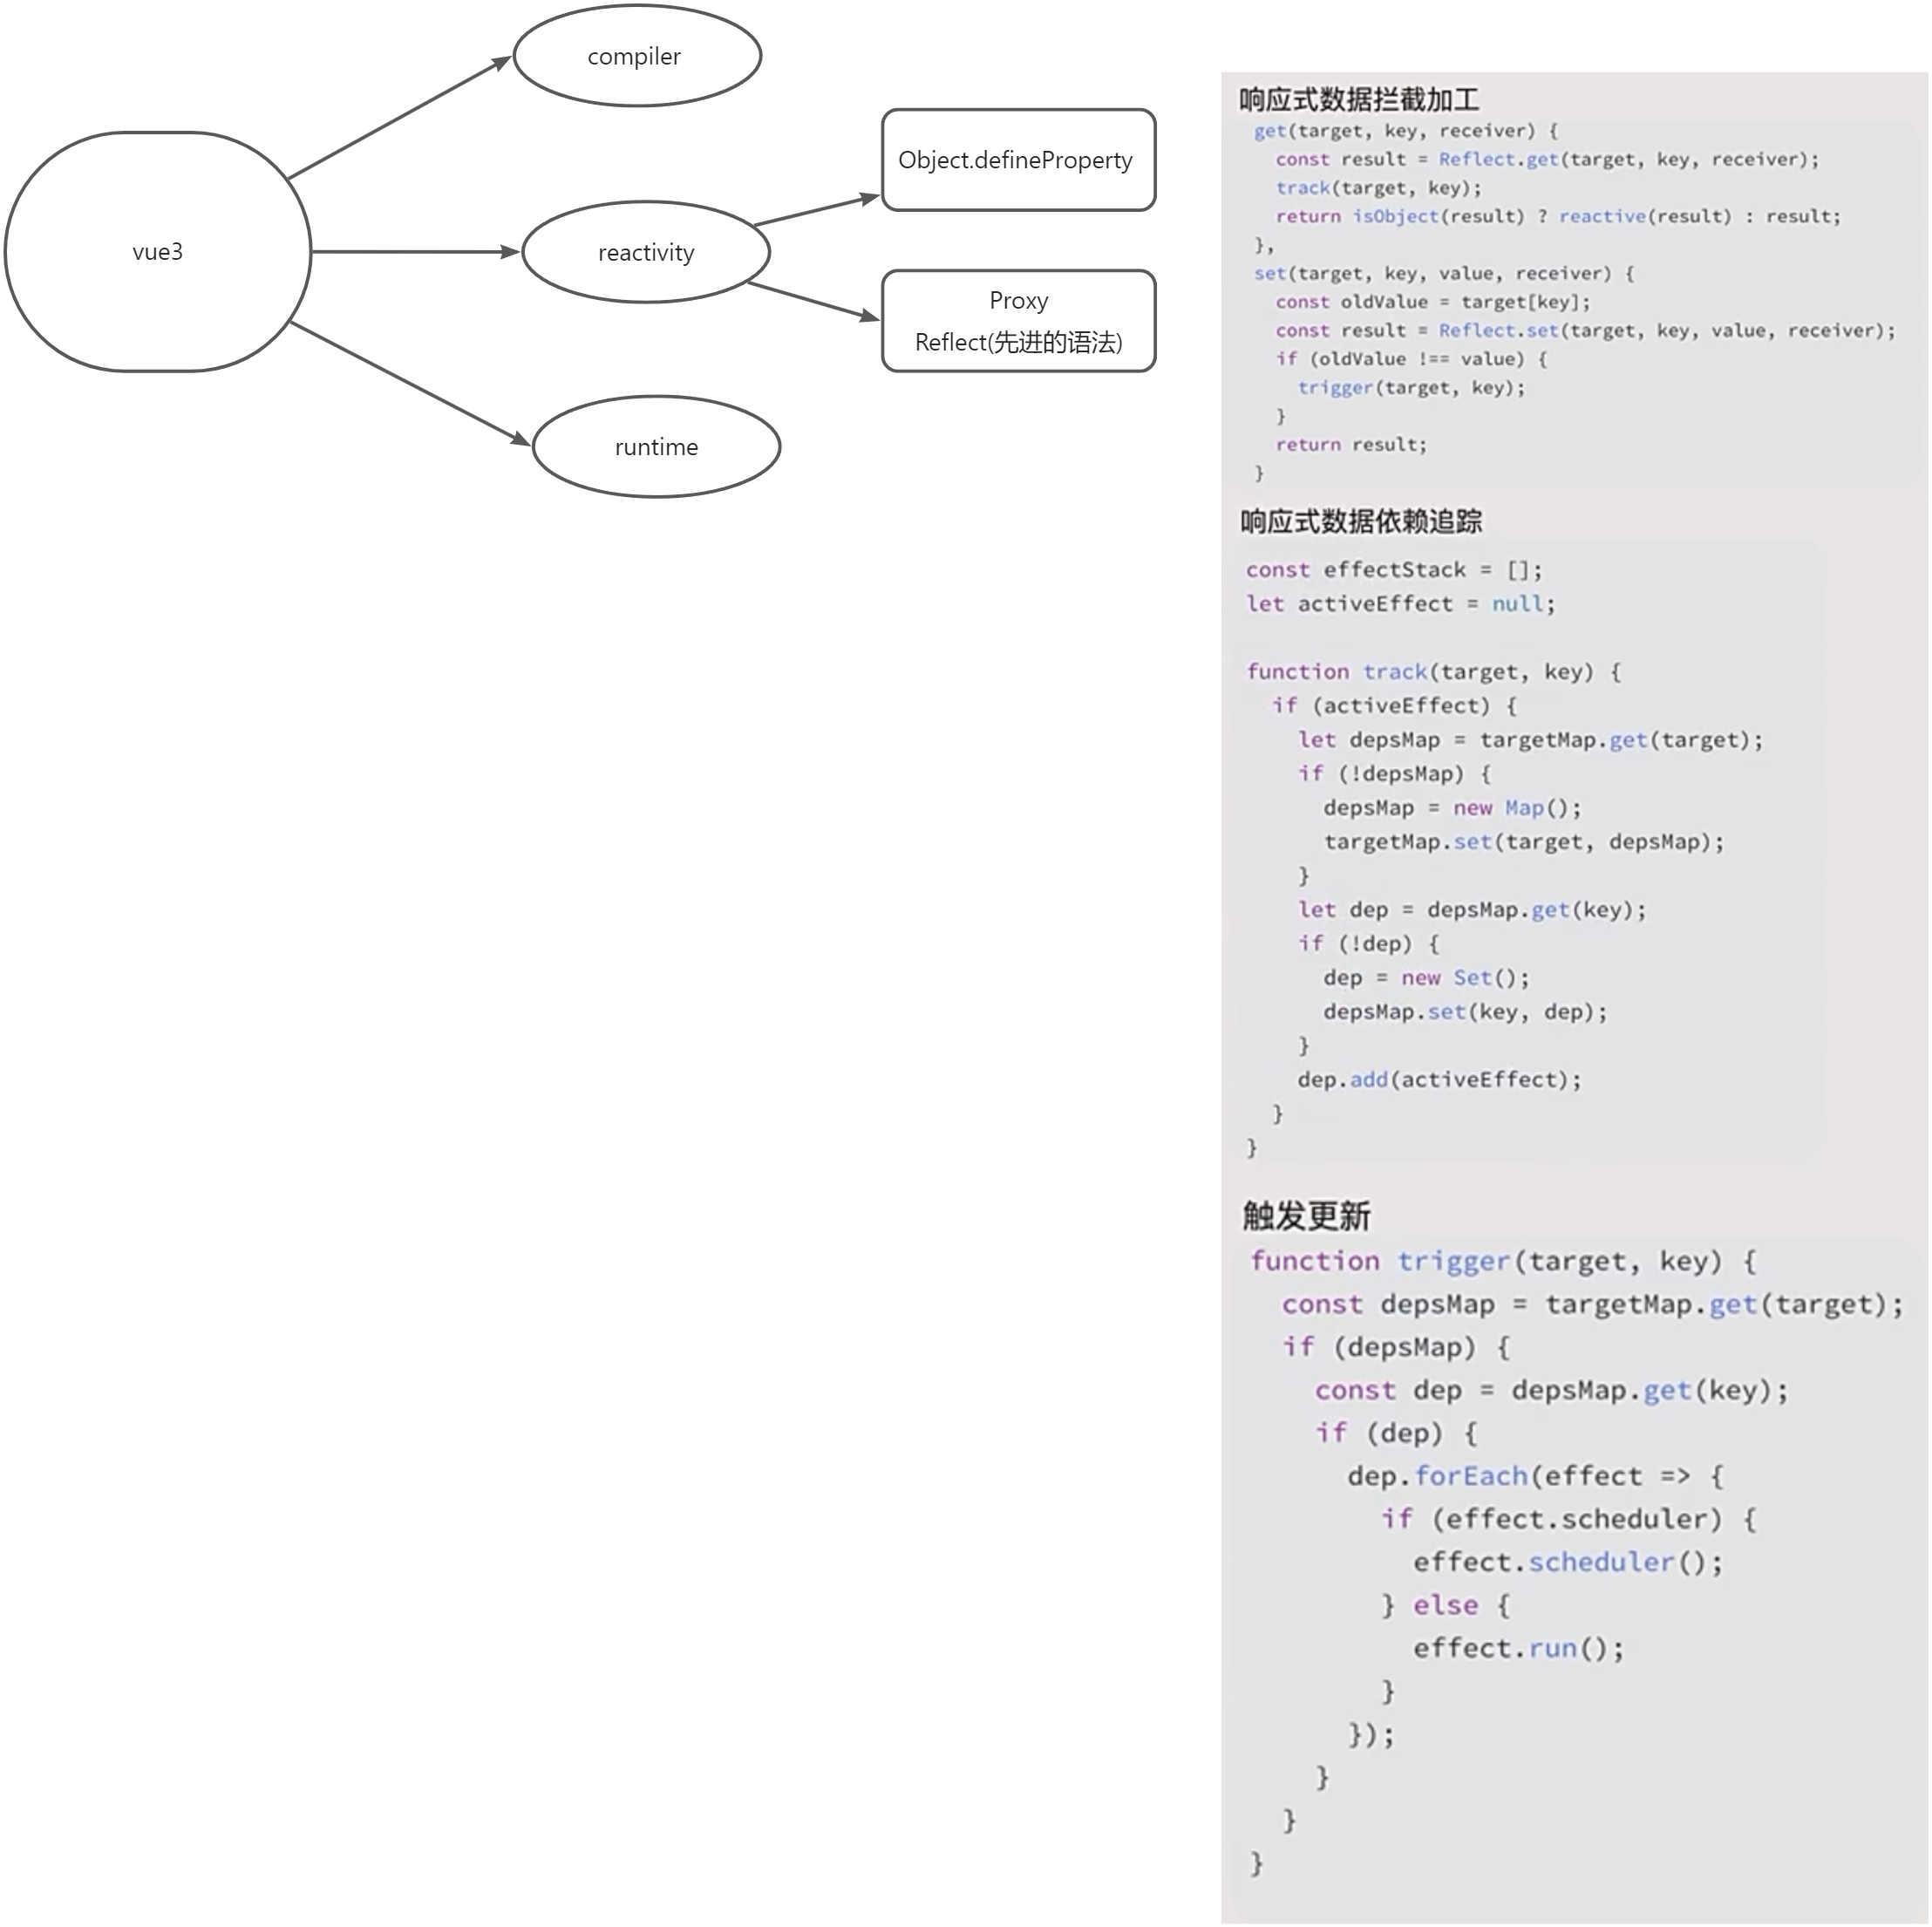 compiler
vue3
reactivity
runtime
Object.defineProperty
Proxy
Reflect(先进的语法)
响应式数据拦截加工
get(target, key, receiver) {
  const result = Reflect.get(target, key, receiver);
  track(target, key);
  return isObject(result) ? reactive(result) : result;
},
set(target, key, value, receiver) {
  const oldValue = target[key];
  const result = Reflect.set(target, key, value, receiver);
  if (oldValue !== value) {
    trigger(target, key);
  }
  return result;
}
响应式数据依赖追踪
const effectStack = [];
let activeEffect = null;
function track(target, key) {
  if (activeEffect) {
    let depsMap = targetMap.get(target);
    if (!depsMap) {
      depsMap = new Map();
      targetMap.set(target, depsMap);
    }
    let dep = depsMap.get(key);
    if (!dep) {
      dep = new Set();
      depsMap.set(key, dep);
    }
    dep.add(activeEffect);
  }
}
触发更新
function trigger(target, key) {
  const depsMap = targetMap.get(target);
  if (depsMap) {
    const dep = depsMap.get(key);
    if (dep) {
      dep.forEach(effect => {
        if (effect.scheduler) {
          effect.scheduler();
        } else {
          effect.run();
        }
      });
    }
  }
}